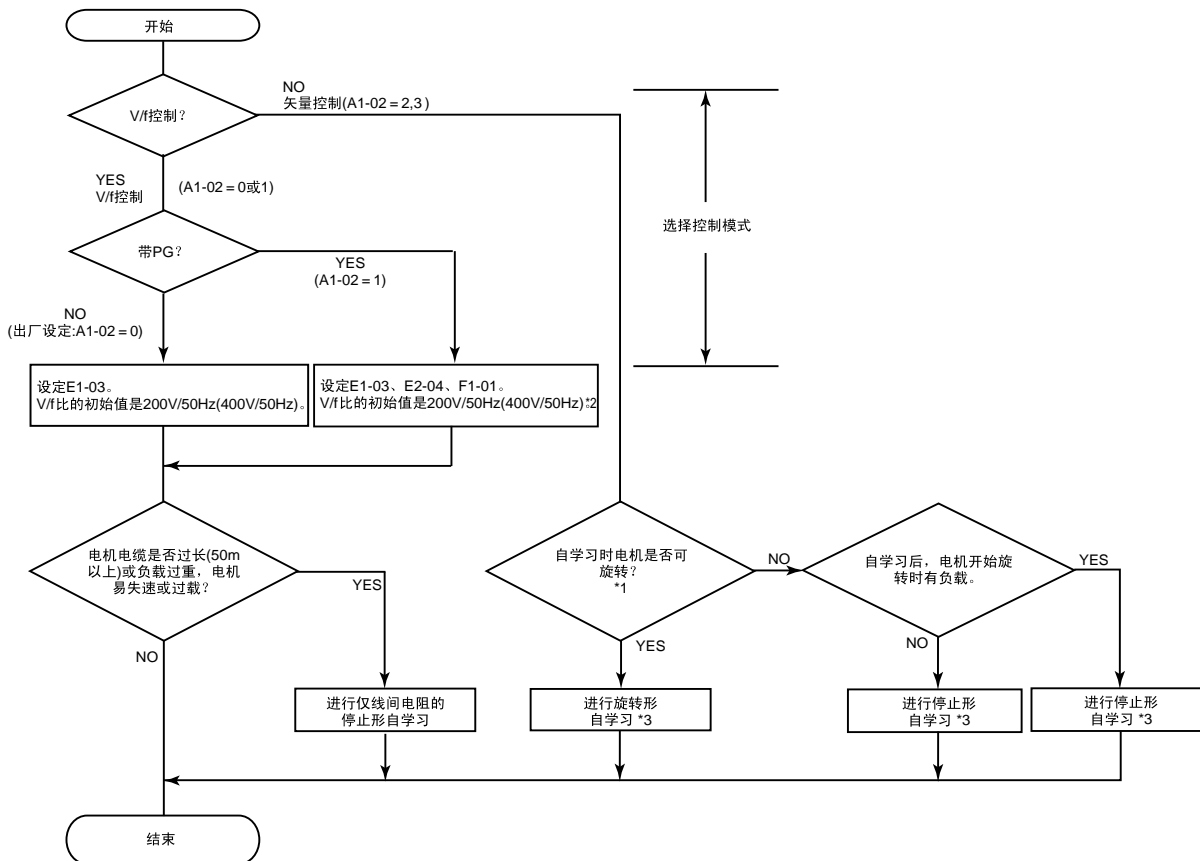 开始
V/f控制?
NO
矢量控制(A1-02=2,3)
YES
V/f控制
(A1-02=0或1)
选择控制模式
带PG?
YES
(A1-02=1)
NO
(出厂设定:A1-02=0)
设定E1-03。
V/f比的初始值是200V/50Hz(400V/50Hz)。
设定E1-03、E2-04、F1-01。
V/f比的初始值是200V/50Hz(400V/50Hz)。*2
电机电缆是否过长(50m
以上)或负载过重，电机
易失速或过载?
YES
NO
自学习时电机是否可
旋转?
*1
NO
YES
自学习后，电机开始旋
转时有负载。
YES
NO
进行仅线间电阻的
停止形自学习
进行旋转形
自学习 *3
进行停止形
自学习 *3
进行停止形
自学习 *3
结束